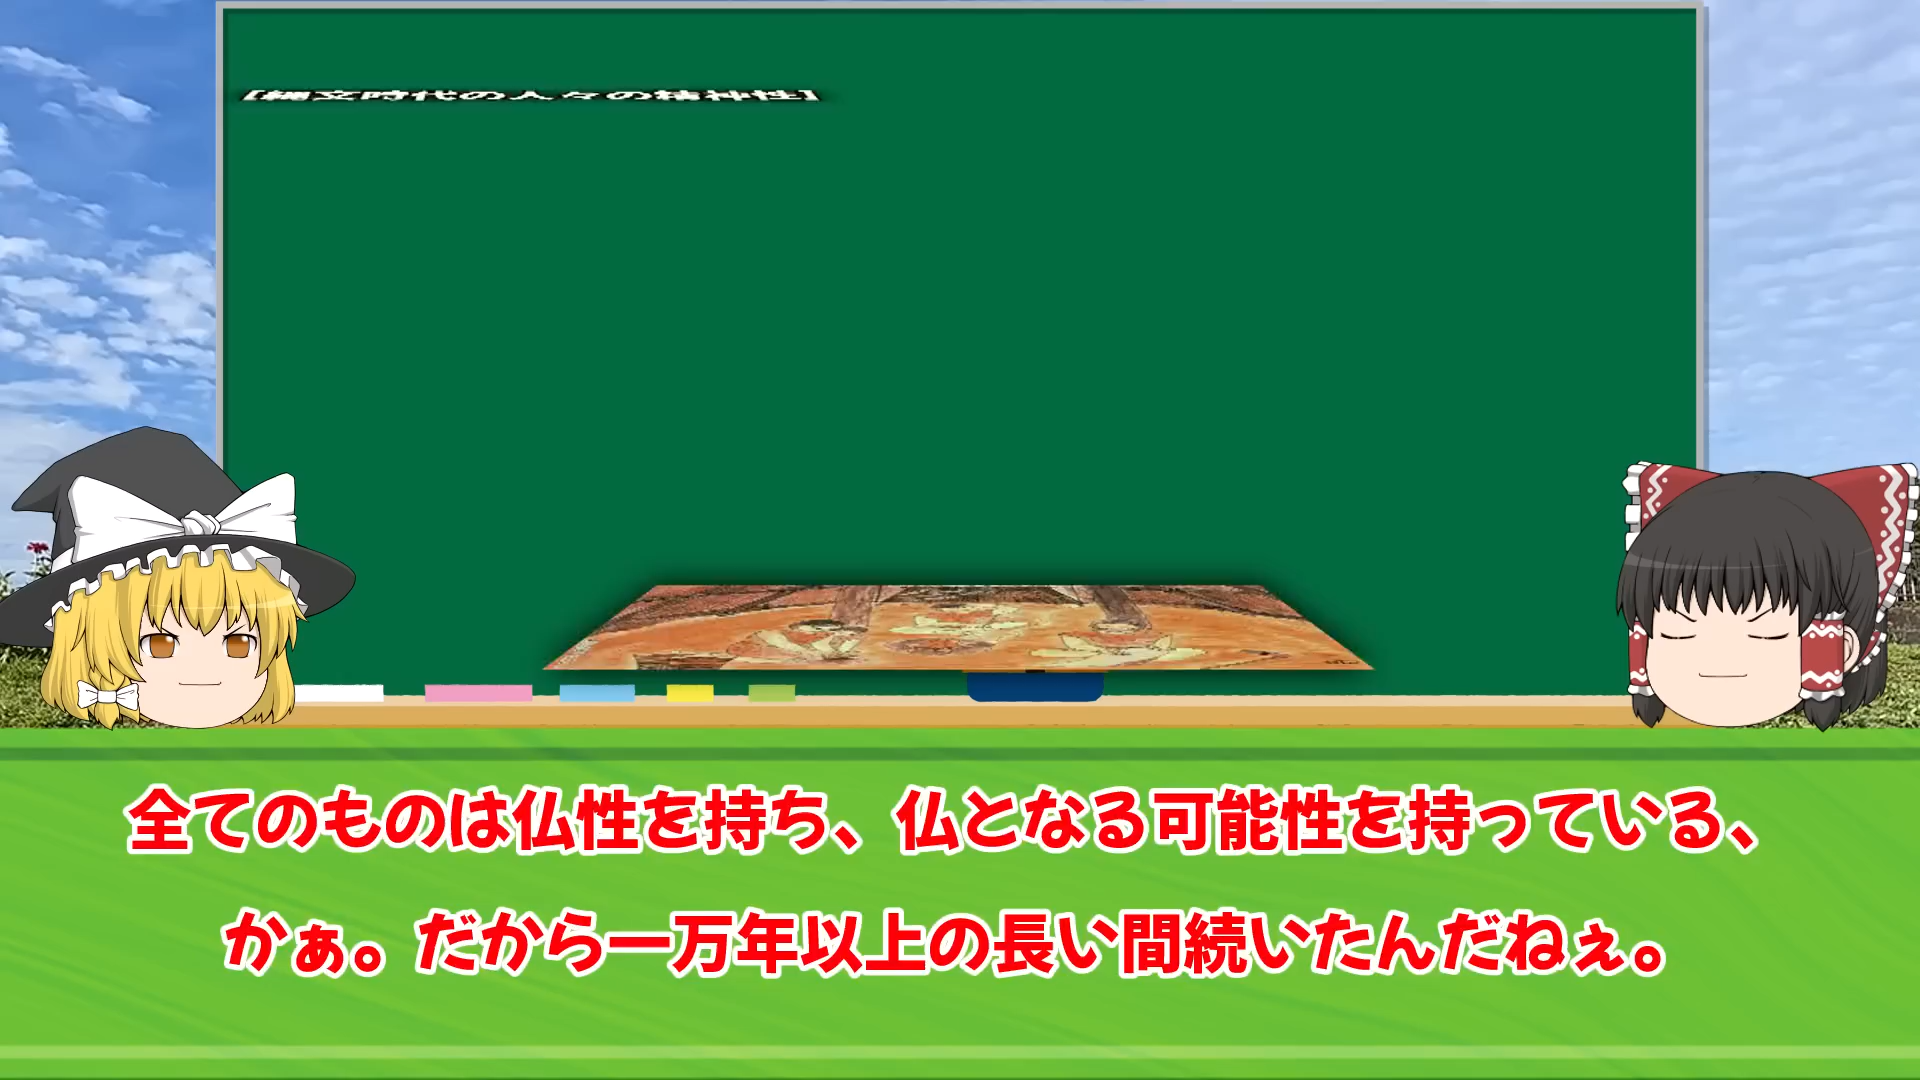 [縄文時代の人々の精神性]
全てのものは仏性を持ち、仏となる可能性を持っている、
かぁ。だから一万年以上の長い間続いたんだねぇ。